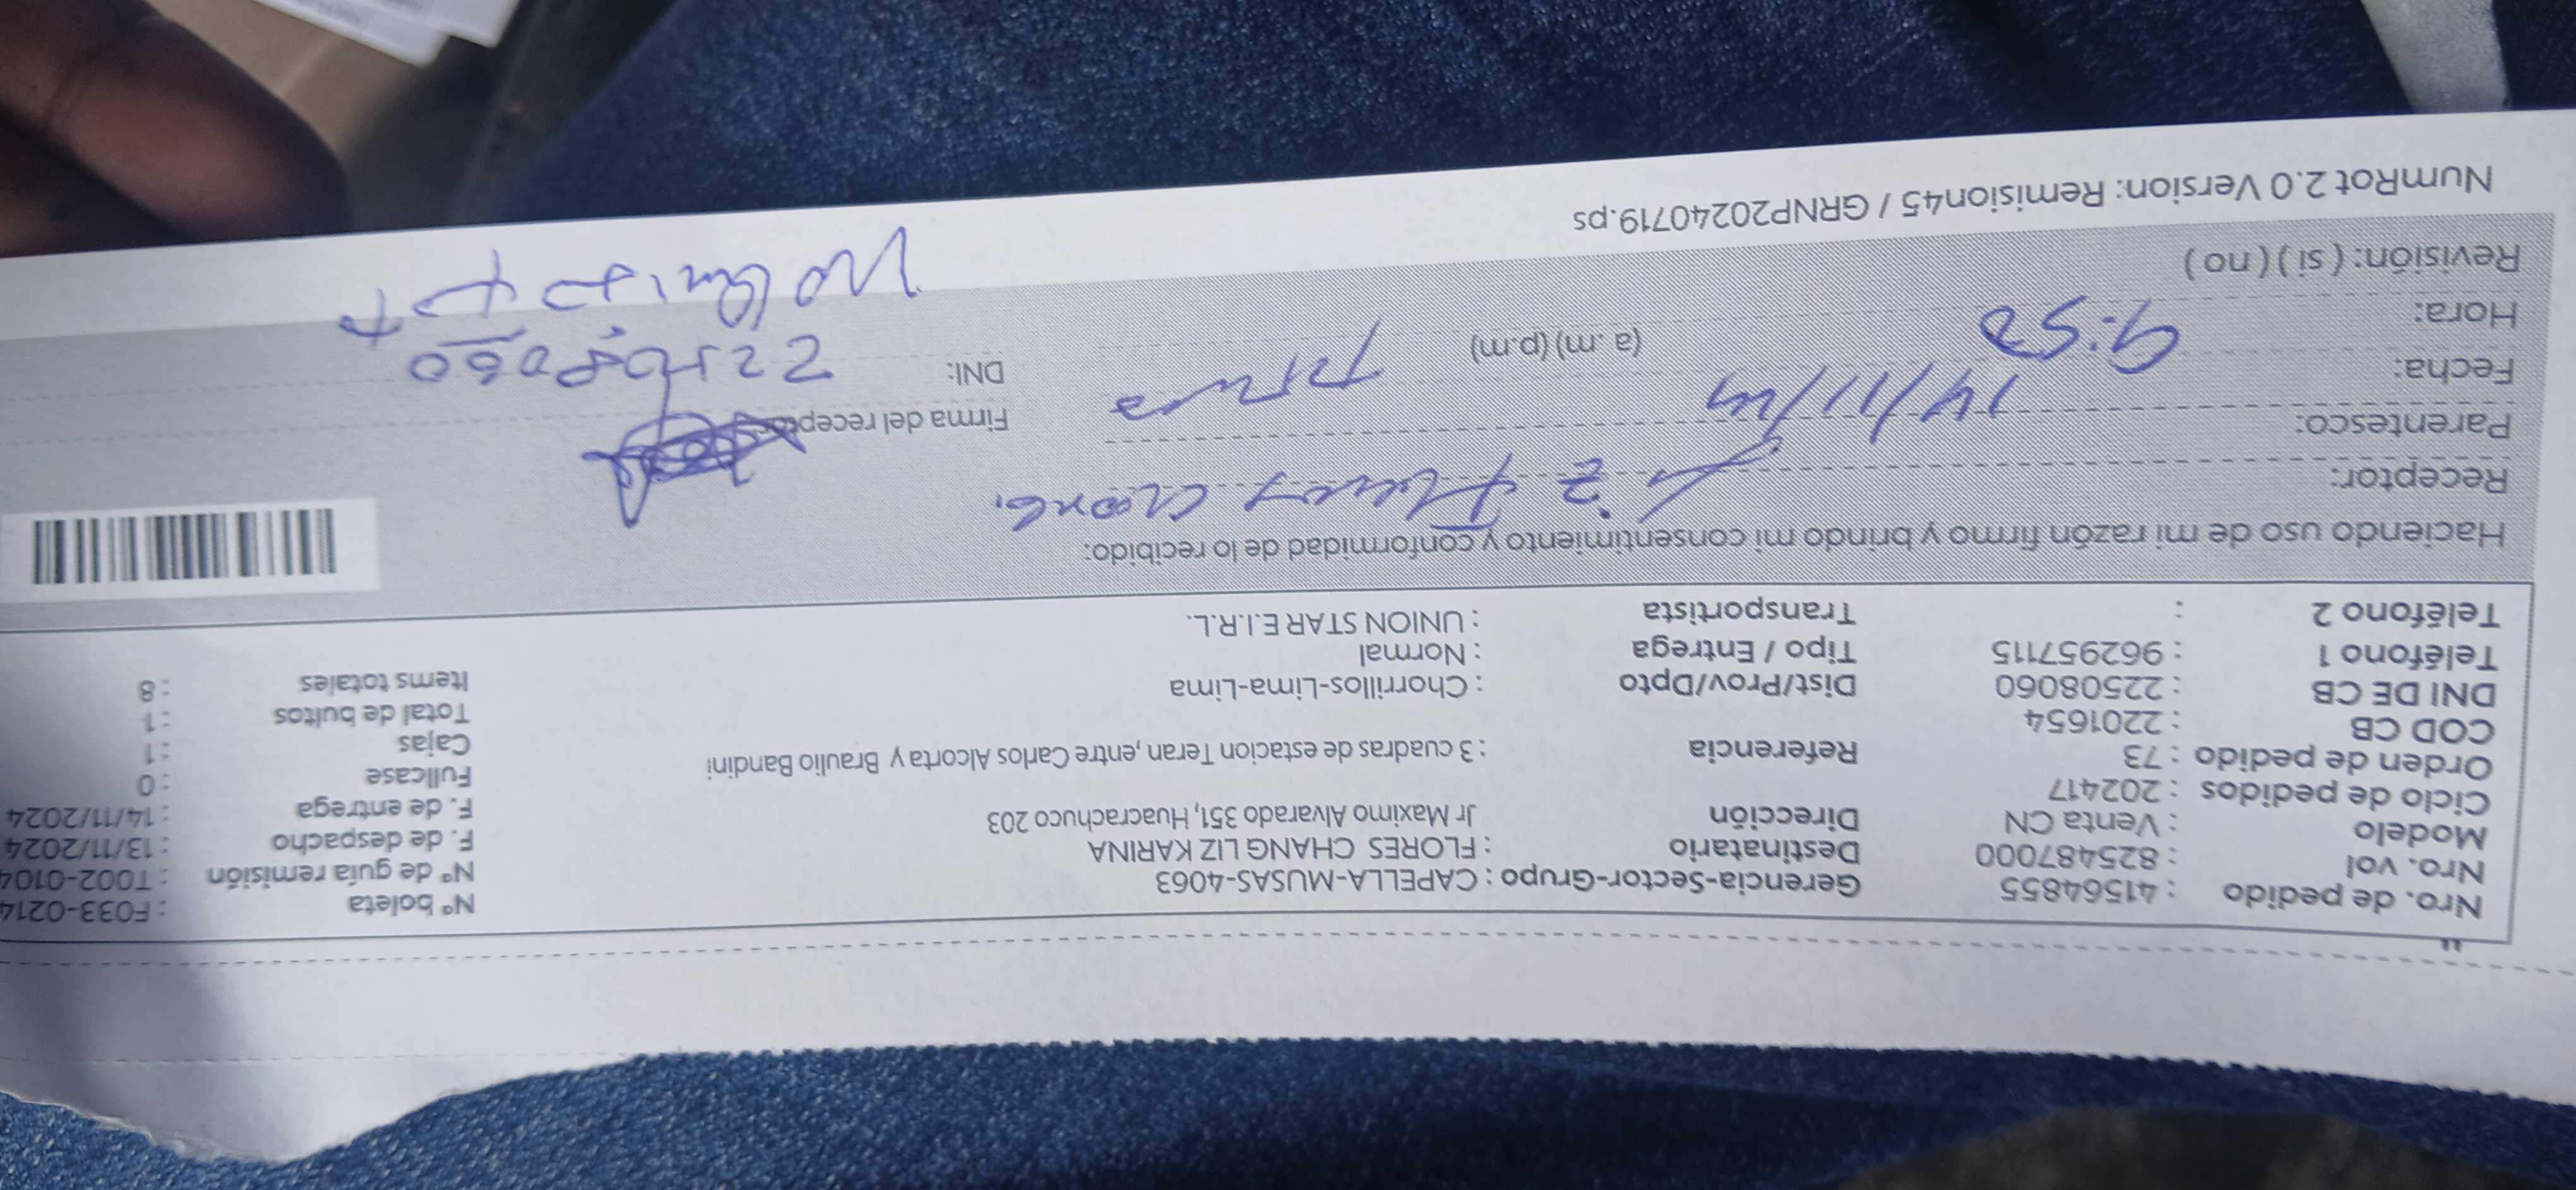 Nro. de pedido : 41564855 Gerencia-Sector-Grupo : CAPELLA-MUSAS-4063 N° boleta : F033-0214
Nro. vol : 825487000 Destinatario : FLORES CHANG LIZ KARINA N° de guía remisión : T002-0104
Modelo : Venta CN Dirección Jr Maximo Alvarado 351, Huacrachuco 203 F. de despacho : 13/11/2024
Ciclo de pedidos : 202417 F. de entrega : 14/11/2024
Orden de pedido : 73 Referencia : 3 cuadras de estacion Teran ,entre Carlos Alcorta y Braulio Bandini Fullcase : 0
COD CB : 2201654 Cajas : 1
DNI DE CB : 22508060 Dist/Prov/Dpto : Chorrillos-Lima-Lima Total de bultos : 1
Teléfono 1 : 962957115 Tipo / Entrega : Normal Items totales : 8
Teléfono 2 : Transportista : UNION STAR E.I.R.L.
Haciendo uso de mi razón firmo y brindo mi consentimiento y conformidad de lo recibido:
Receptor: Liz Flores Chang.
Parentesco: Firma del receptor
Fecha: 14/11/24 DNI: 22508060
Hora: 9:52 (a .m) (p.m)
Revisión: ( si ) ( no ) No
NumRot 2.0 Version: Remision45 / GRNP20240719.ps